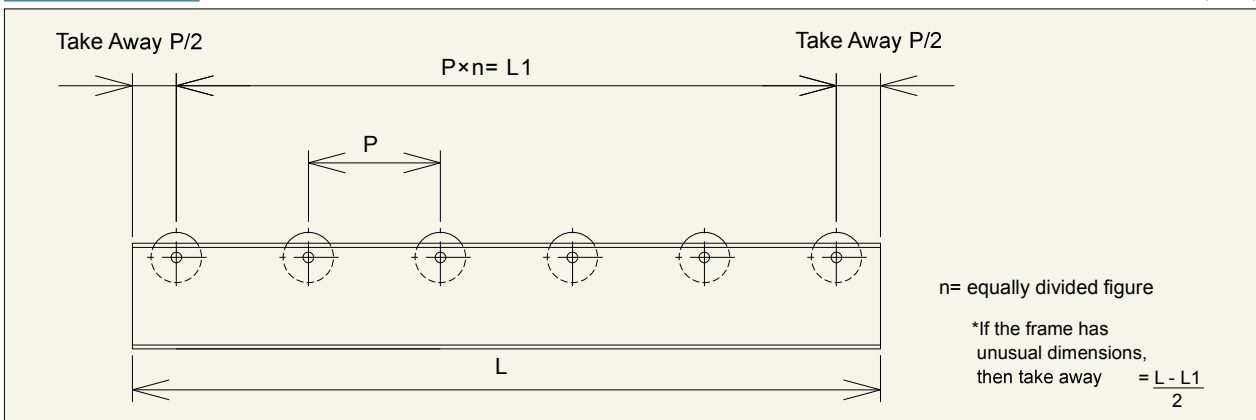 Take Away P/2
Take Away P/2
P×n= L1
P
L
n= equally divided figure
*If the frame has
unusual dimensions,
then take away = L - L1
2